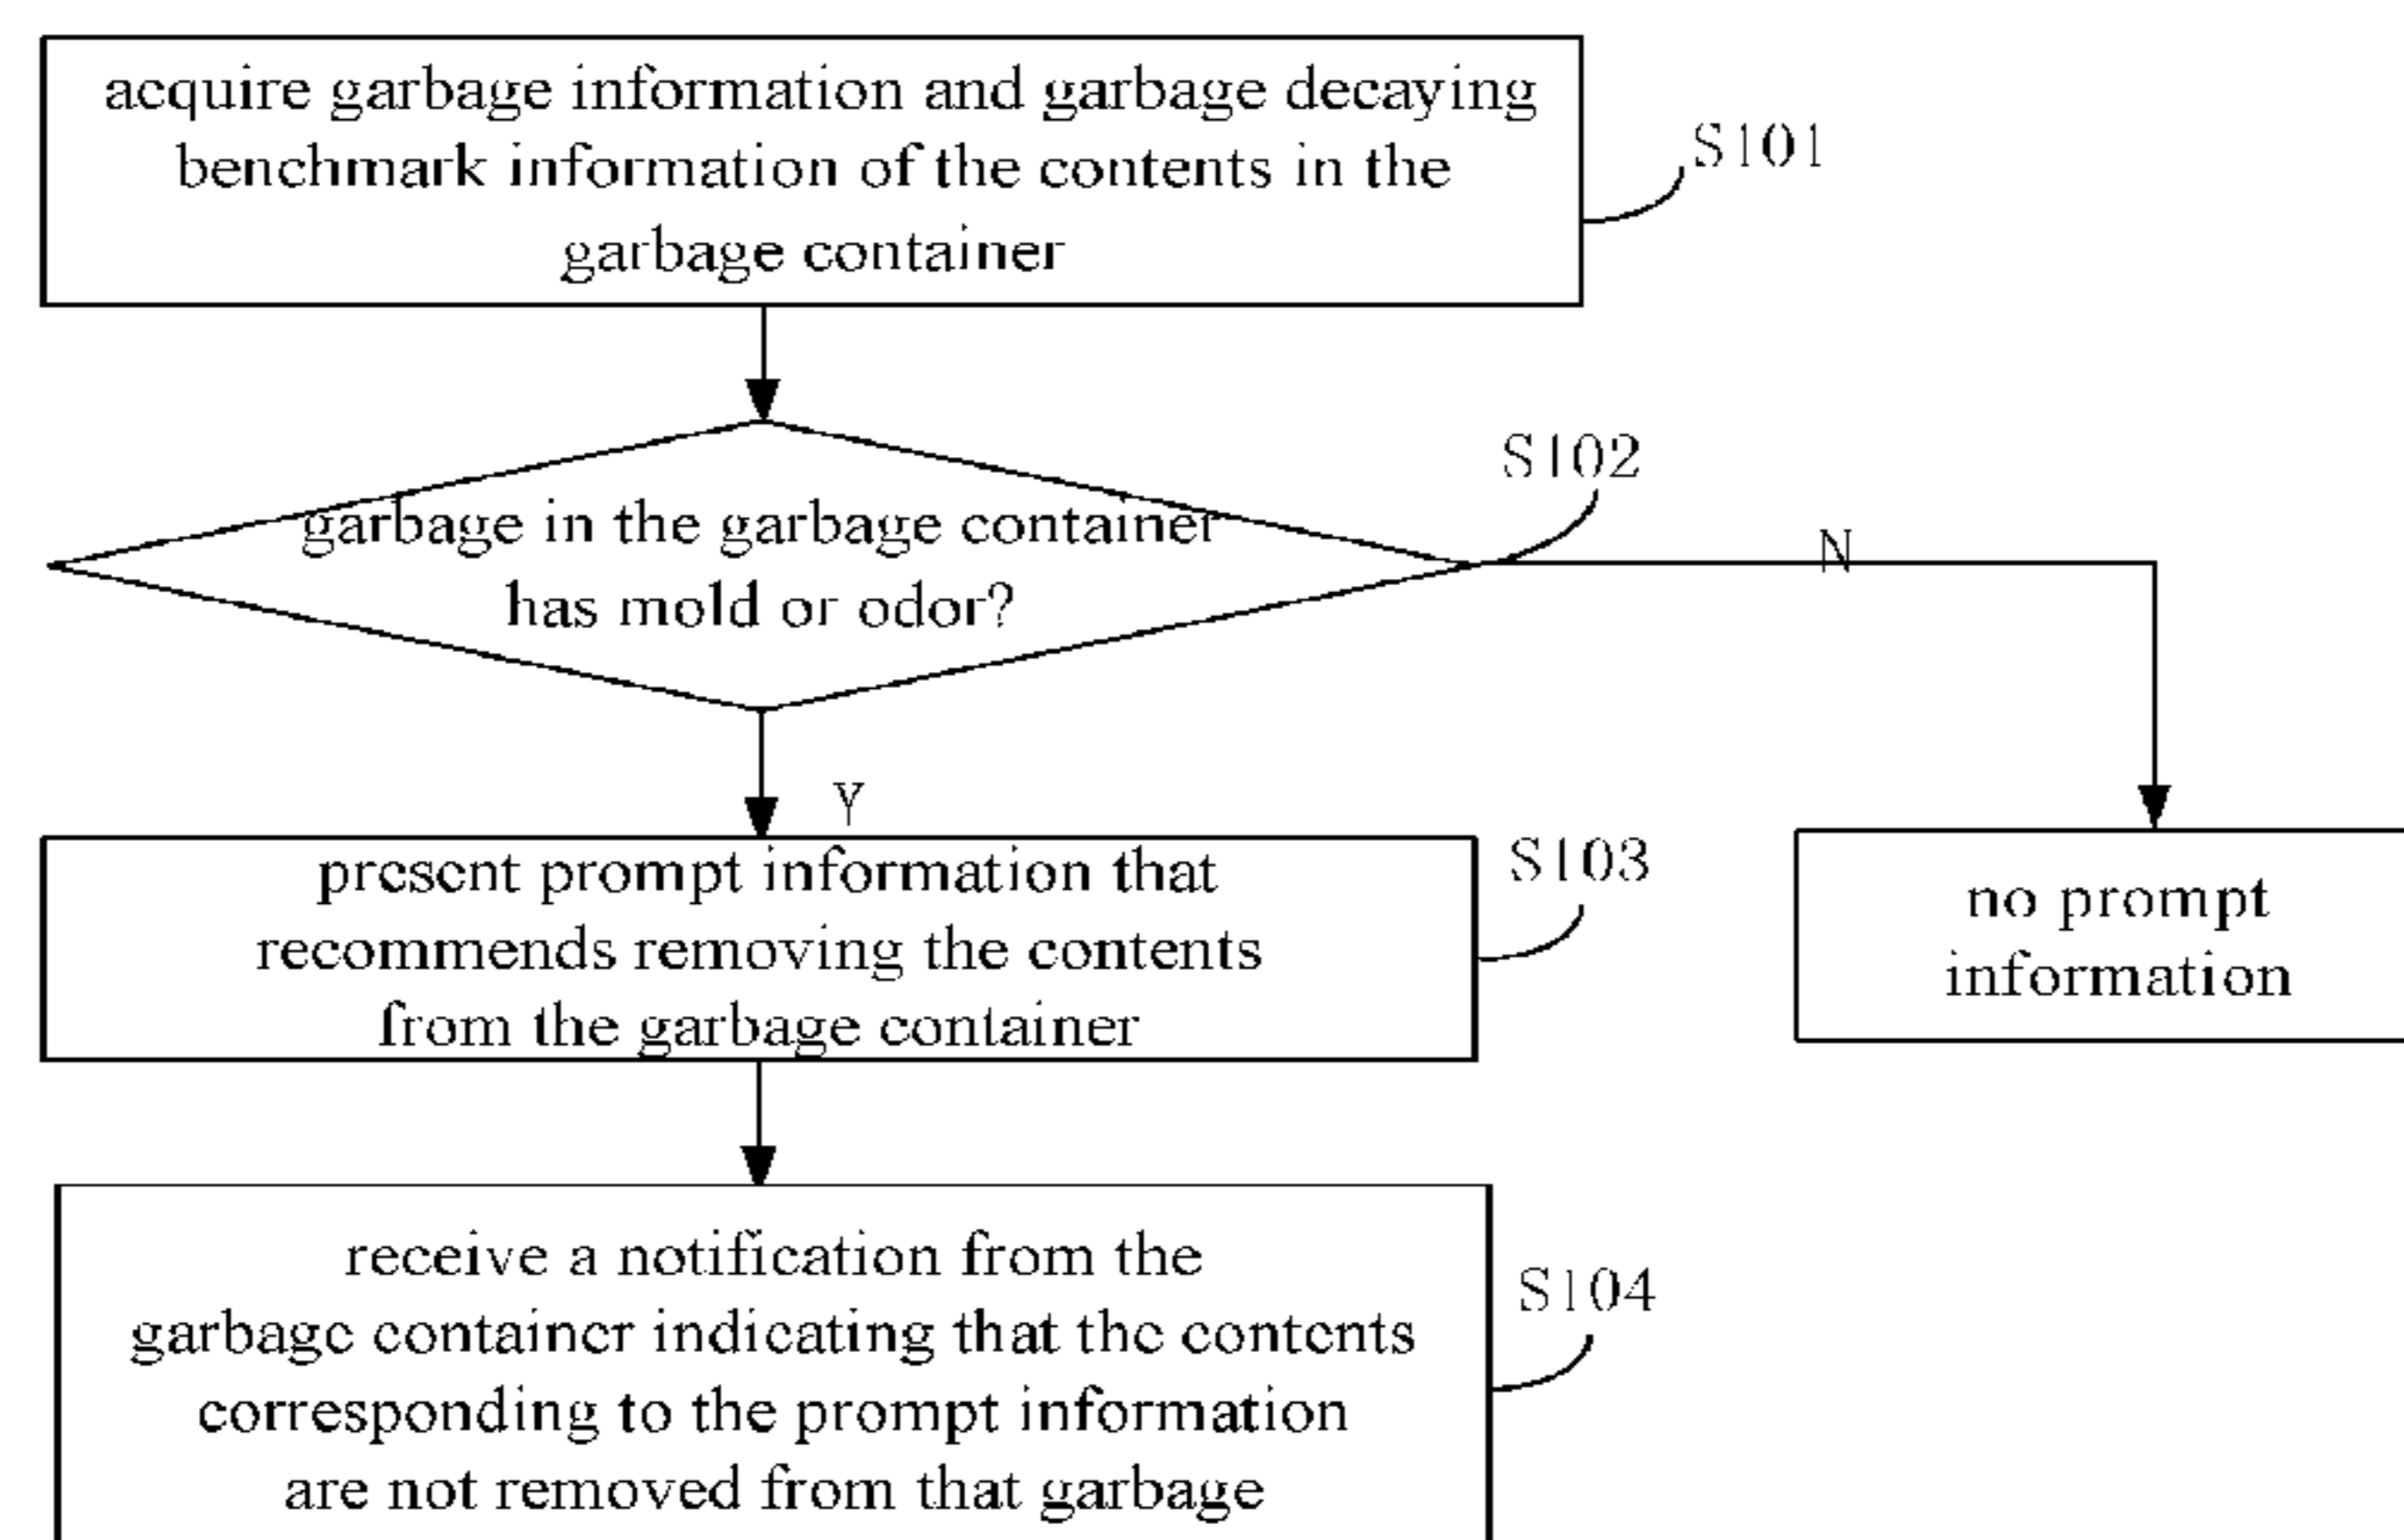 acquire garbage information and garbage decaying
benchmark information of the contents in the
garbage container
S101
S102
garbage in the garbage container
has mold or odor?
N
Y
present prompt information that
recommends removing the contents
from the garbage container
S103
no prompt
information
receive a notification from the
garbage container indicating that the contents
corresponding to the prompt information
are not removed from that garbage
S104